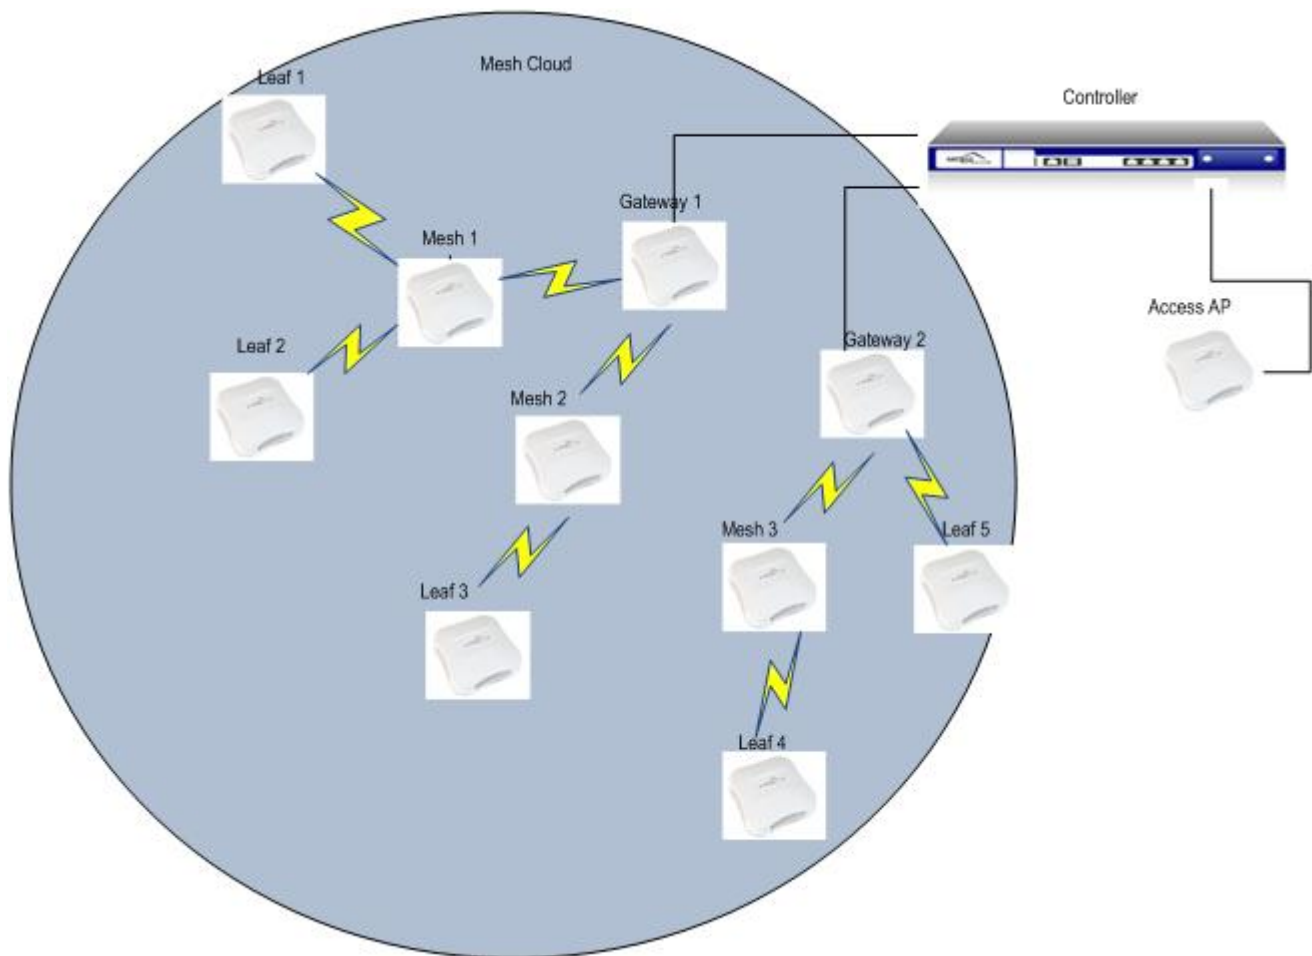 Mesh Cloud
Leaf 1
Controller
Gateway 1
Mesh 1
Access AP
Leaf 2
Gateway 2
Mesh 2
Mesh 3
Leaf 5
Leaf 3
Leaf 4